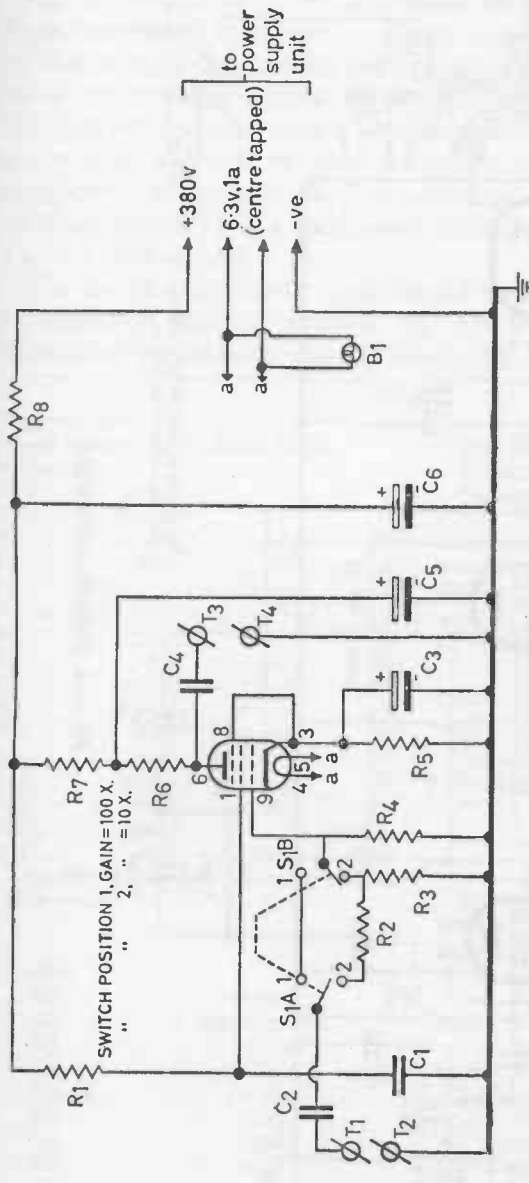 R8
+380v
to
power
supply
unit
6·3v,1a
(centre tapped)
-ve
a
a
B1
R7
R6
C4
T3
T4
C5
+
C6
+
C3
+
SWITCH POSITION 1, GAIN=100 X.
" " 2, " =10 X.
R1
6
8
1
9
3
4
5
a
a
S1A
1
2
S1B
1
2
R2
R3
R4
R5
C2
C1
T1
T2